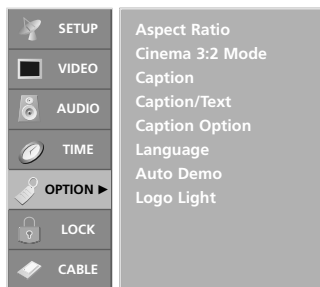 SETUP
VIDEO
AUDIO
TIME
OPTION ►
LOCK
CABLE
Aspect Ratio
Cinema 3:2 Mode
Caption
Caption/Text
Caption Option
Language
Auto Demo
Logo Light